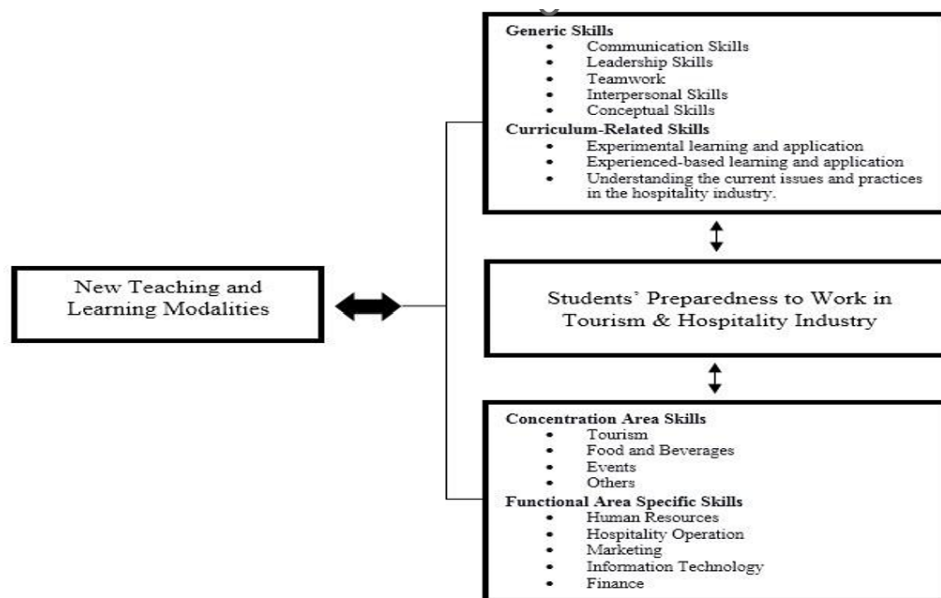 New Teaching and
Learning Modalities
Generic Skills
• Communication Skills
• Leadership Skills
• Teamwork
• Interpersonal Skills
• Conceptual Skills
Curriculum-Related Skills
• Experimental learning and application
• Experienced-based learning and application
• Understanding the current issues and practices
in the hospitality industry.
Students’ Preparedness to Work in
Tourism & Hospitality Industry
Concentration Area Skills
• Tourism
• Food and Beverages
• Events
• Others
Functional Area Specific Skills
• Human Resources
• Hospitality Operation
• Marketing
• Information Technology
• Finance